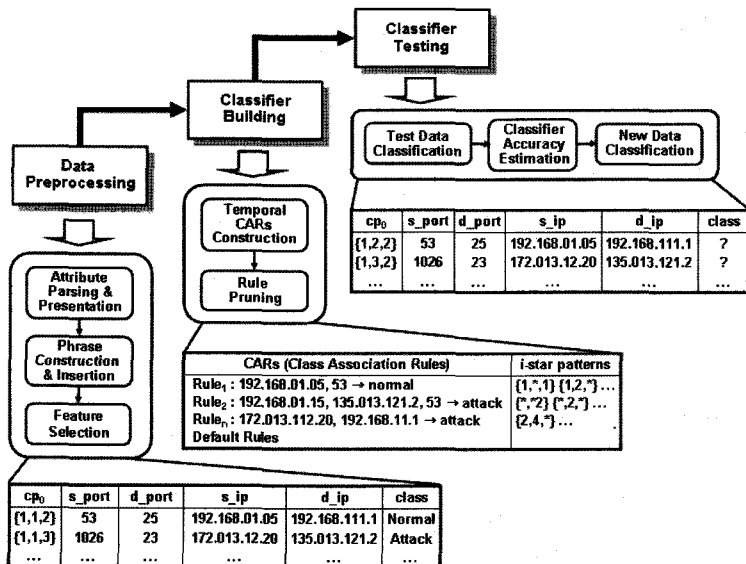 Classifier
Testing
Classifier
Building
Data
Preprocessing
Test Data
Classification
Classifier
Accuracy
Estimation
New Data
Classification
cp0 s_port d_port s_ip d_ip class
{1,2,2} 53 25 192.168.01.05 192.168.111.1 ?
{1,3,2} 1026 23 172.013.12.20 135.013.121.2 ?
... ... ... ... ... ...
Temporal
CARs
Construction
Rule
Pruning
Attribute
Parsing &
Presentation
Phrase
Construction
& Insertion
Feature
Selection
CARs (Class Association Rules) i-star patterns
Rule1 : 192.168.01.05, 53 → normal {1,*,1} {1,2,*} ...
Rule2 : 192.168.01.15, 135.013.121.2, 53 → attack {*,*2} {*,2,*} ...
Rulen : 172.013.112.20, 192.168.11.1 → attack {2,4,*} ...
Default Rules
cp0 s_port d_port s_ip d_ip class
{1,1,2} 53 25 192.168.01.05 192.168.111.1 Normal
{1,1,3} 1026 23 172.013.12.20 135.013.121.2 Attack
... ... ... ... ... ...